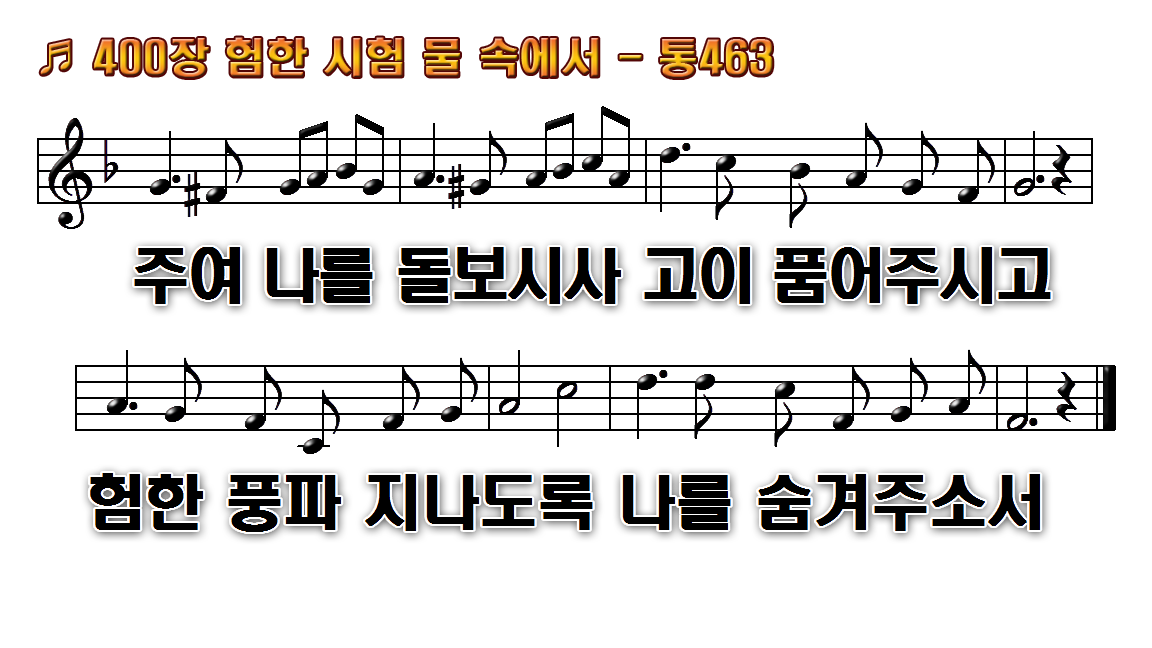 ♬ 400장 험한 시험 물 속에서 - 통463
주여 나를 돌보시사 고이 품어주시고
험한 풍파 지나도록 나를 숨겨주소서